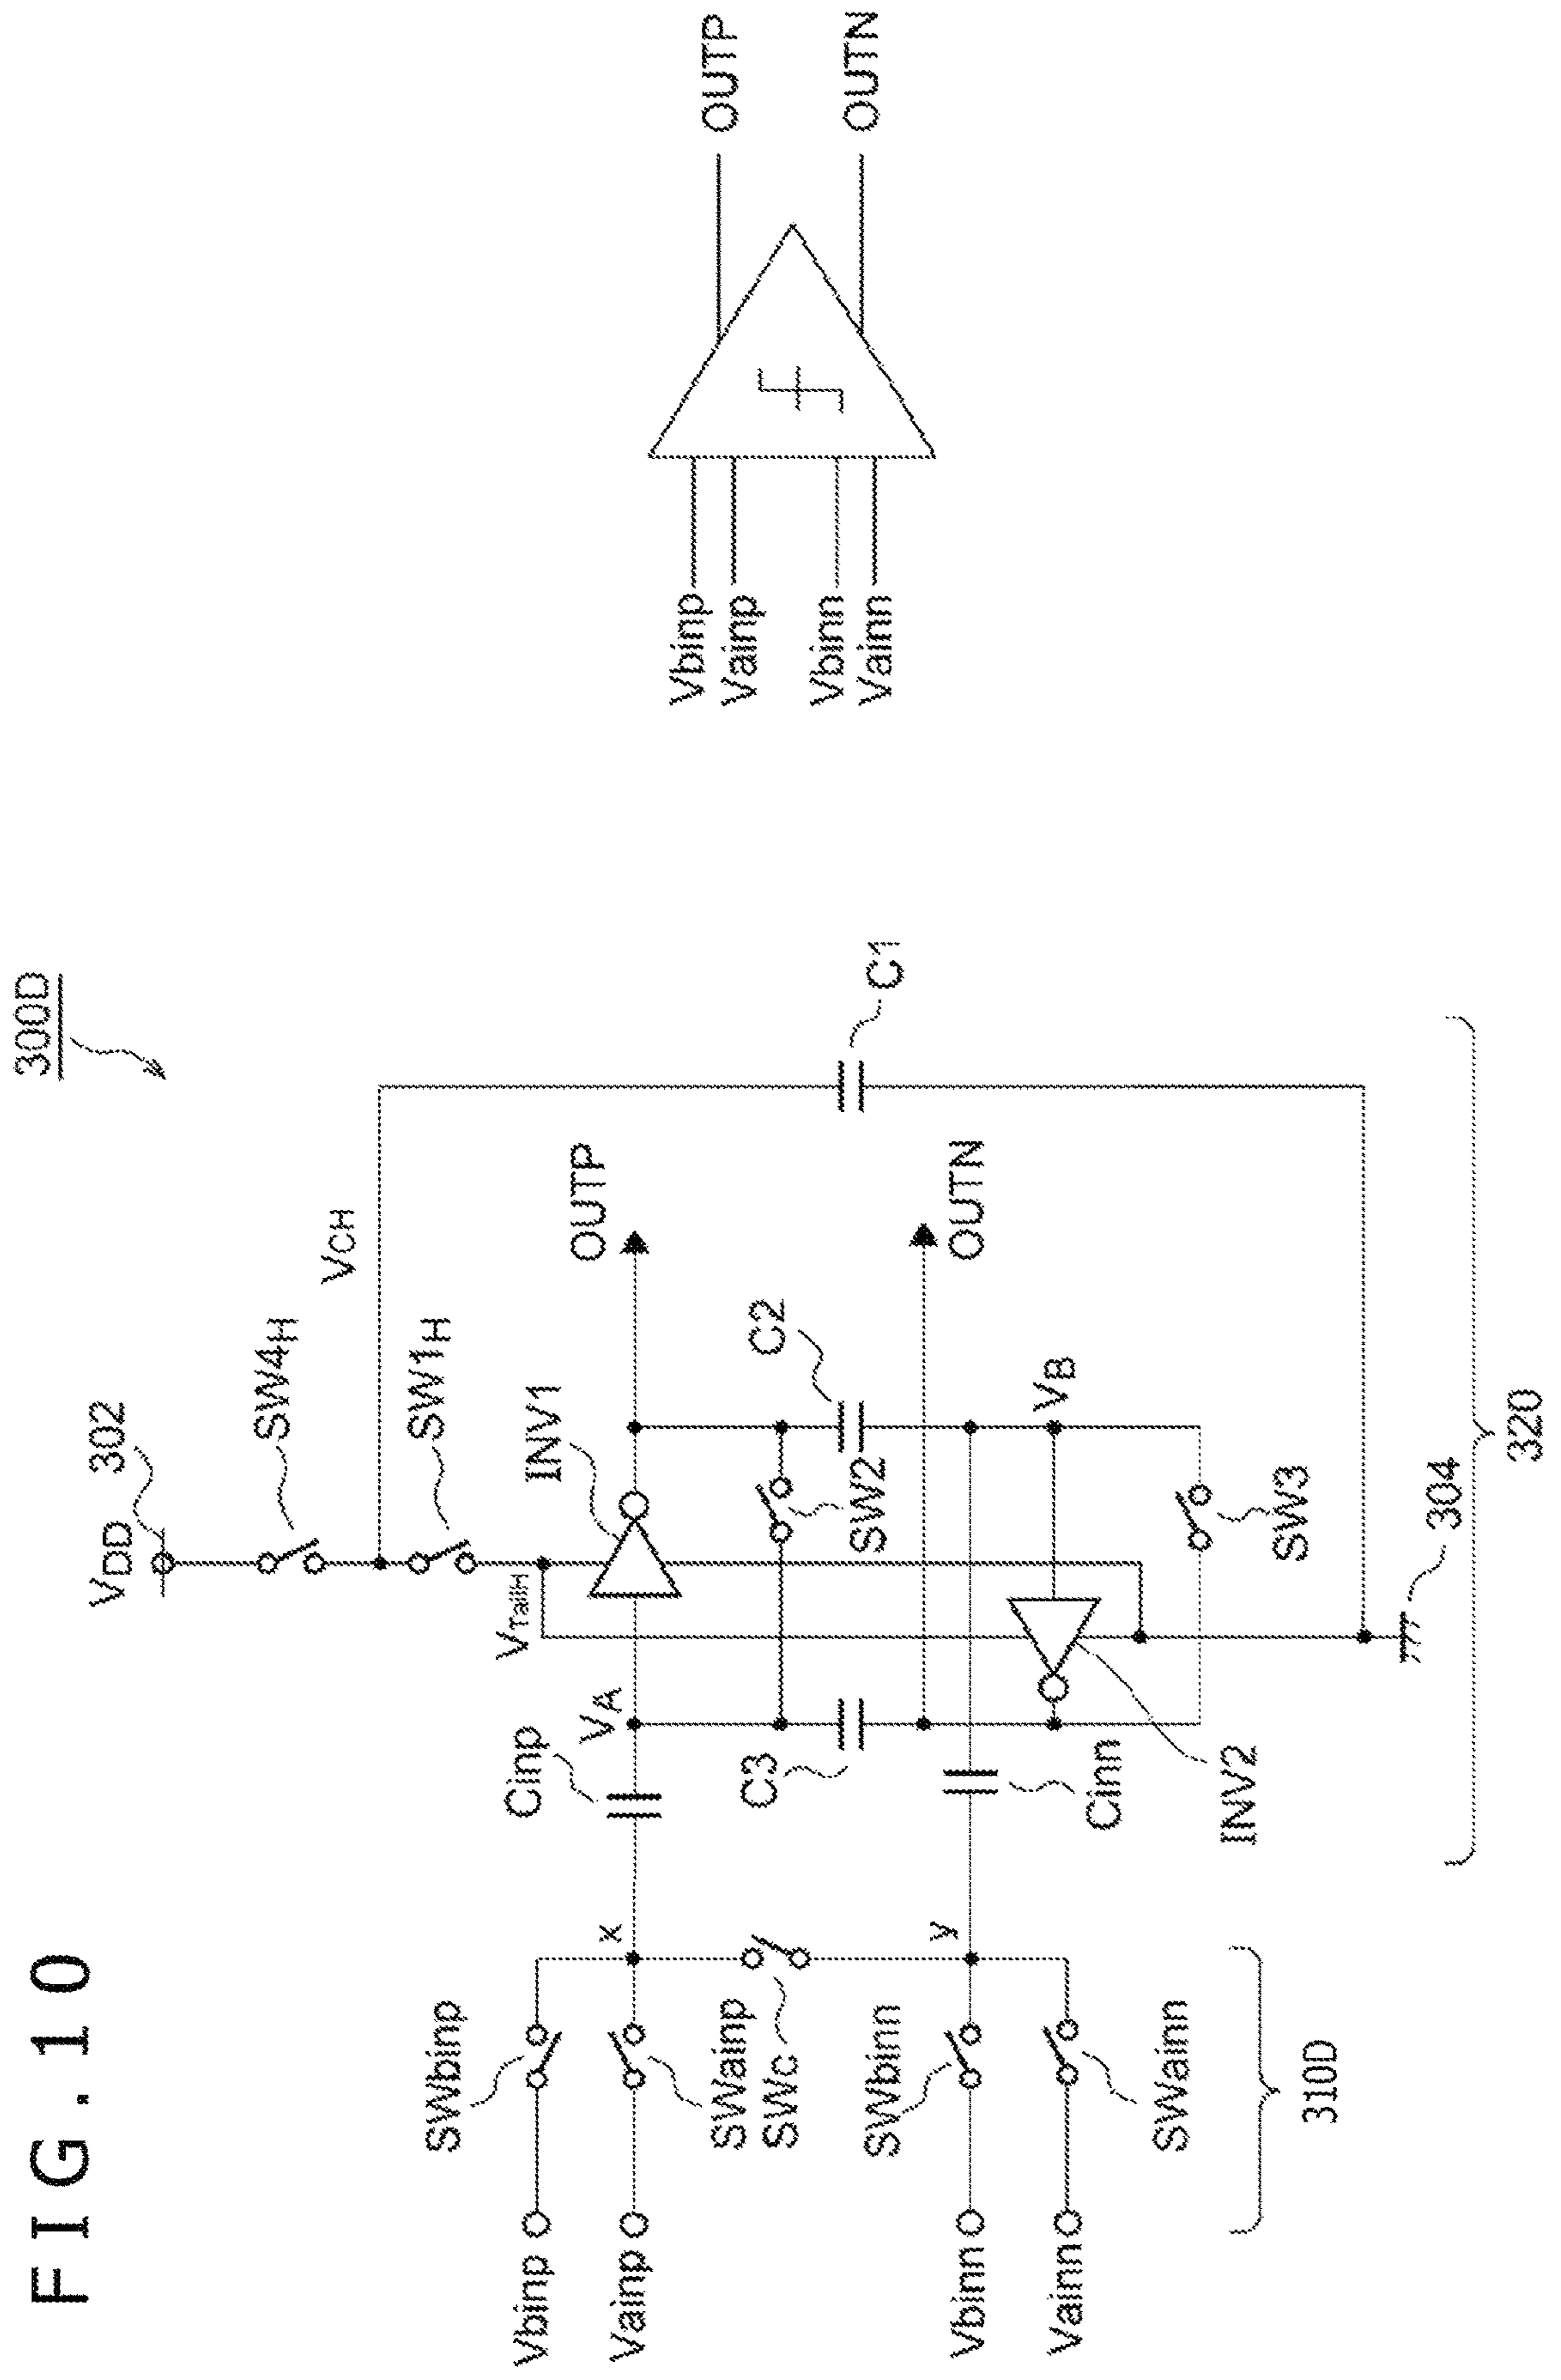 FIG.10
300D
VDD
302
SW4H
VCH
SW1H
VTailH
INV1
OUTP
Cinp
VA
x
SWbinp
Vbinp
SWainp
Vainp
SWc
C3
SW2
C2
C1
OUTN
y
SWbinn
Vbinn
Cinn
VB
SWainn
Vainn
INV2
SW3
304
310D
320
Vbinp
Vainp
Vbinn
Vainn
OUTP
OUTN